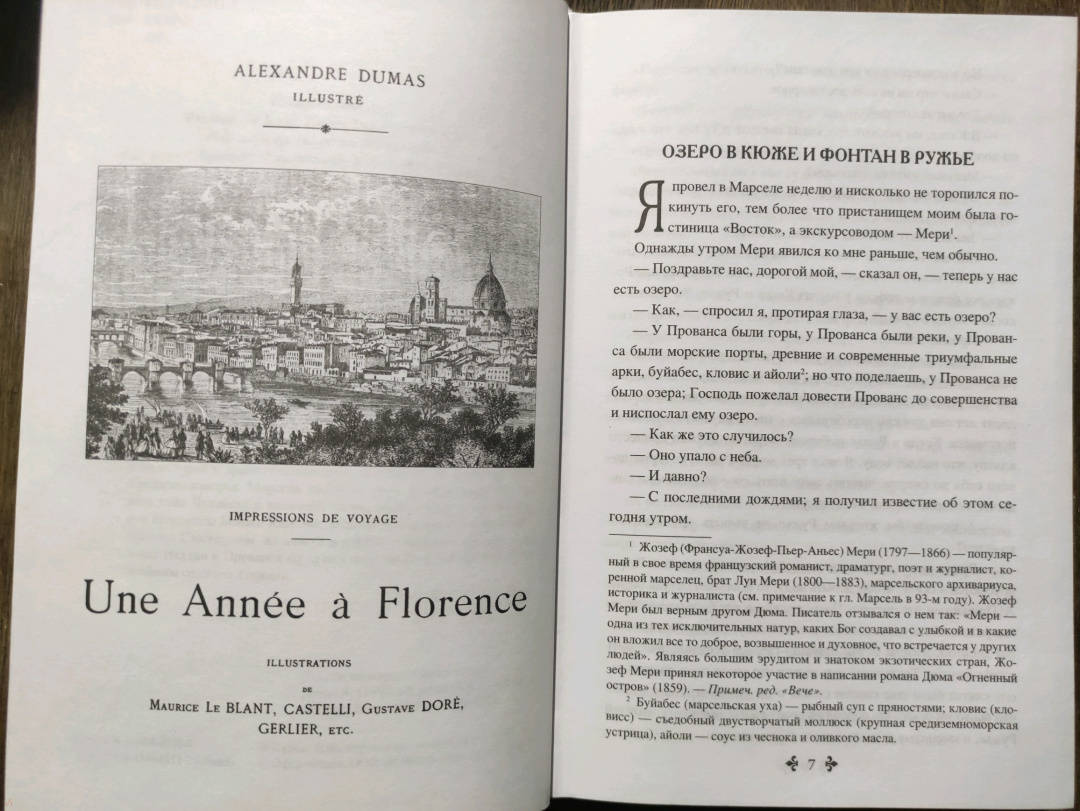 ALEXANDRE DUMAS
ILLUSTRÉ
IMPRESSIONS DE VOYAGE
Une Année à Florence
ILLUSTRATIONS
DE
MAURICE LE BLANT, CASTELLI, GUSTAVE DORÉ,
GERLIER, ETC.
ОЗЕРО В КЮЖЕ И ФОНТАН В РУЖЬЕ
Я провел в Марселе неделю и нисколько не торопился по-
кинуть его, тем более что пристанищем моим была го-
стиница «Восток», а экскурсоводом — Мери¹.
Однажды утром Мери явился ко мне раньше, чем обычно.
— Поздравьте нас, дорогой мой, — сказал он, — теперь у нас
есть озеро.
— Как, — спросил я, протирая глаза, — у вас есть озеро?
— У Прованса были горы, у Прованса были реки, у Прован-
са были морские порты, древние и современные триумфальные
арки, буйабес, кловис и айоли²; но что поделаешь, у Прованса не
было озера; Господь пожелал довести Прованс до совершенства
и ниспослал ему озеро.
— Как же это случилось?
— Оно упало с неба.
— И давно?
— С последними дождями; я получил известие об этом се-
годня утром.
¹ Жозеф (Франсуа-Жозеф-Пьер-Аньес) Мери (1797—1866) — популяр-
ный в свое время французский романист, драматург, поэт и журналист, ко-
ренной марселец, брат Луи Мери (1800—1883), марсельского архивариуса,
историка и журналиста (см. примечание к гл. Марсель в 93-м году). Жозеф
Мери был верным другом Дюма. Писатель отзывался о нем так: «Мери —
одна из тех исключительных натур, каких Бог создавал с улыбкой и в какие
он вложил все то доброе, возвышенное и духовное, что встречается у других
людей». Являясь большим эрудитом и знатоком экзотических стран, Жо-
зеф Мери принял некоторое участие в написании романа Дюма «Огненный
остров» (1859). — Примеч. ред. «Вече».
² Буйабес (марсельская уха) — рыбный суп с пряностями; кловис (кло-
висс) — съедобный двустворчатый моллюск (крупная средиземноморская
устрица), айоли — соус из чеснока и оливкового масла.
7